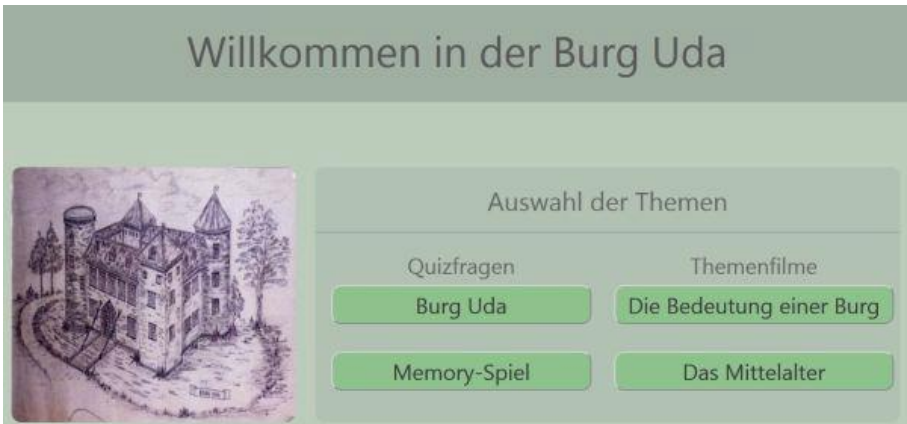 Willkommen in der Burg Uda
Auswahl der Themen
Quizfragen
Themenfilme
Burg Uda
Die Bedeutung einer Burg
Memory-Spiel
Das Mittelalter